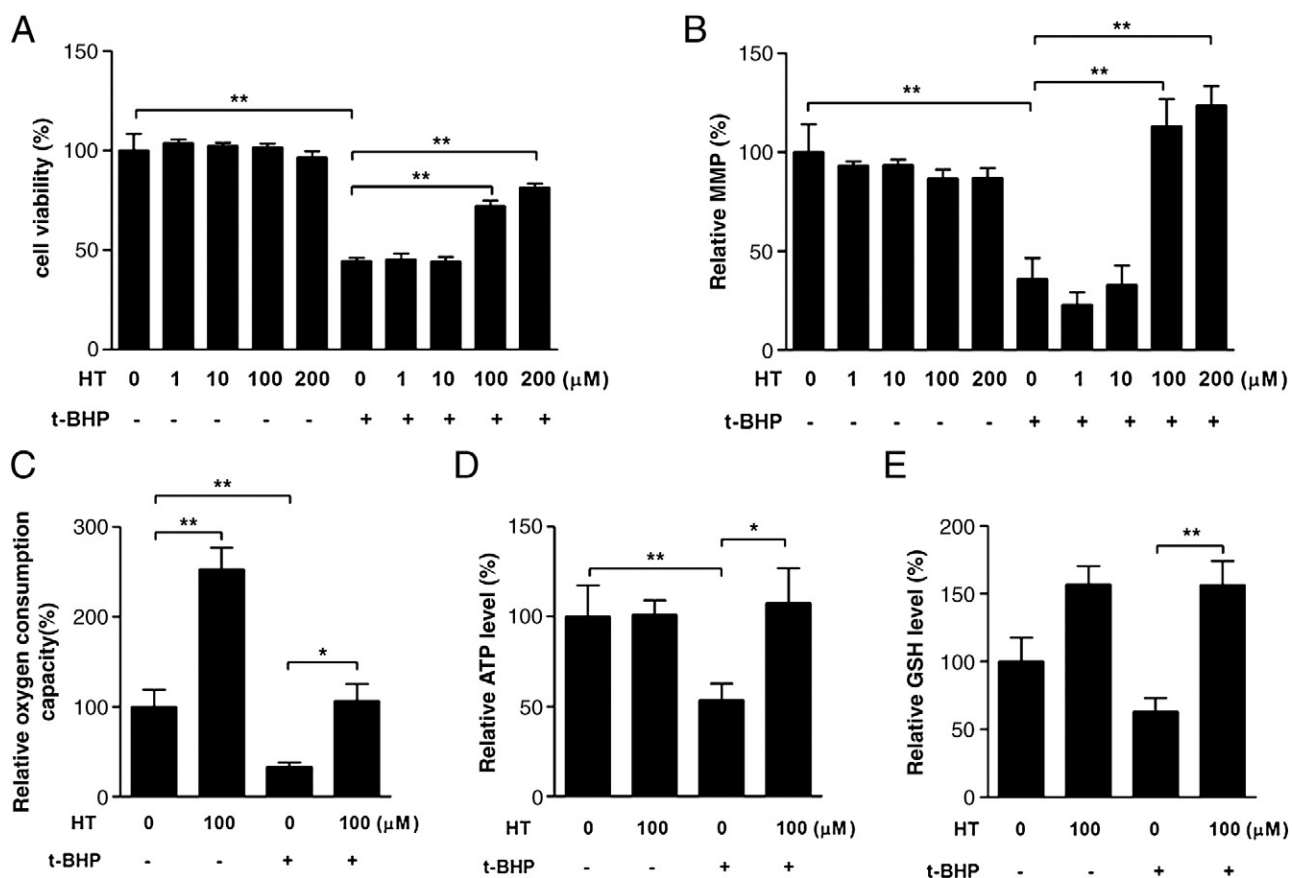 A
cell viability (%)
150
100
50
0
**
**
**
HT 0 1 10 100 200 0 1 10 100 200 (μM)
t-BHP - - - - - + + + + +
B
Relative MMP (%)
150
100
50
0
**
**
**
HT 0 1 10 100 200 0 1 10 100 200 (μM)
t-BHP - - - - - + + + + +
C
Relative oxygen consumption
capacity(%)
300
200
100
0
**
**
*
HT 0 100 0 100 (μM)
t-BHP - - + +
D
Relative ATP level (%)
150
100
50
0
**
*
HT 0 100 0 100 (μM)
t-BHP - - + +
E
Relative GSH level (%)
200
150
100
50
0
**
HT 0 100 0 100 (μM)
t-BHP - - + +